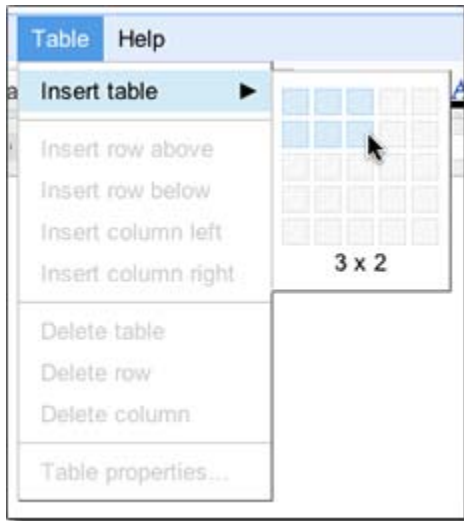 Table Help
Insert table
3 x 2
Insert row above
Insert row below
Insert column left
Insert column right
Delete table
Delete row
Delete column
Table properties...